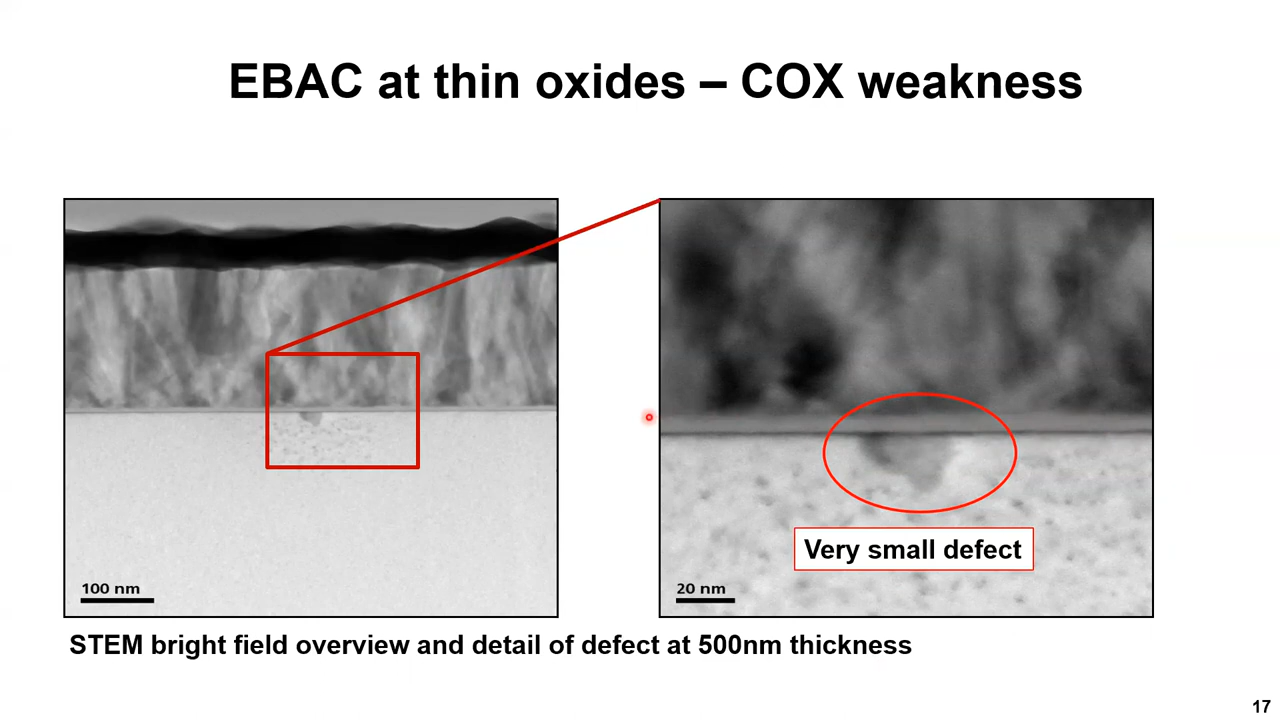 EBAC at thin oxides – COX weakness
100 nm
Very small defect
20 nm
STEM bright field overview and detail of defect at 500nm thickness
17